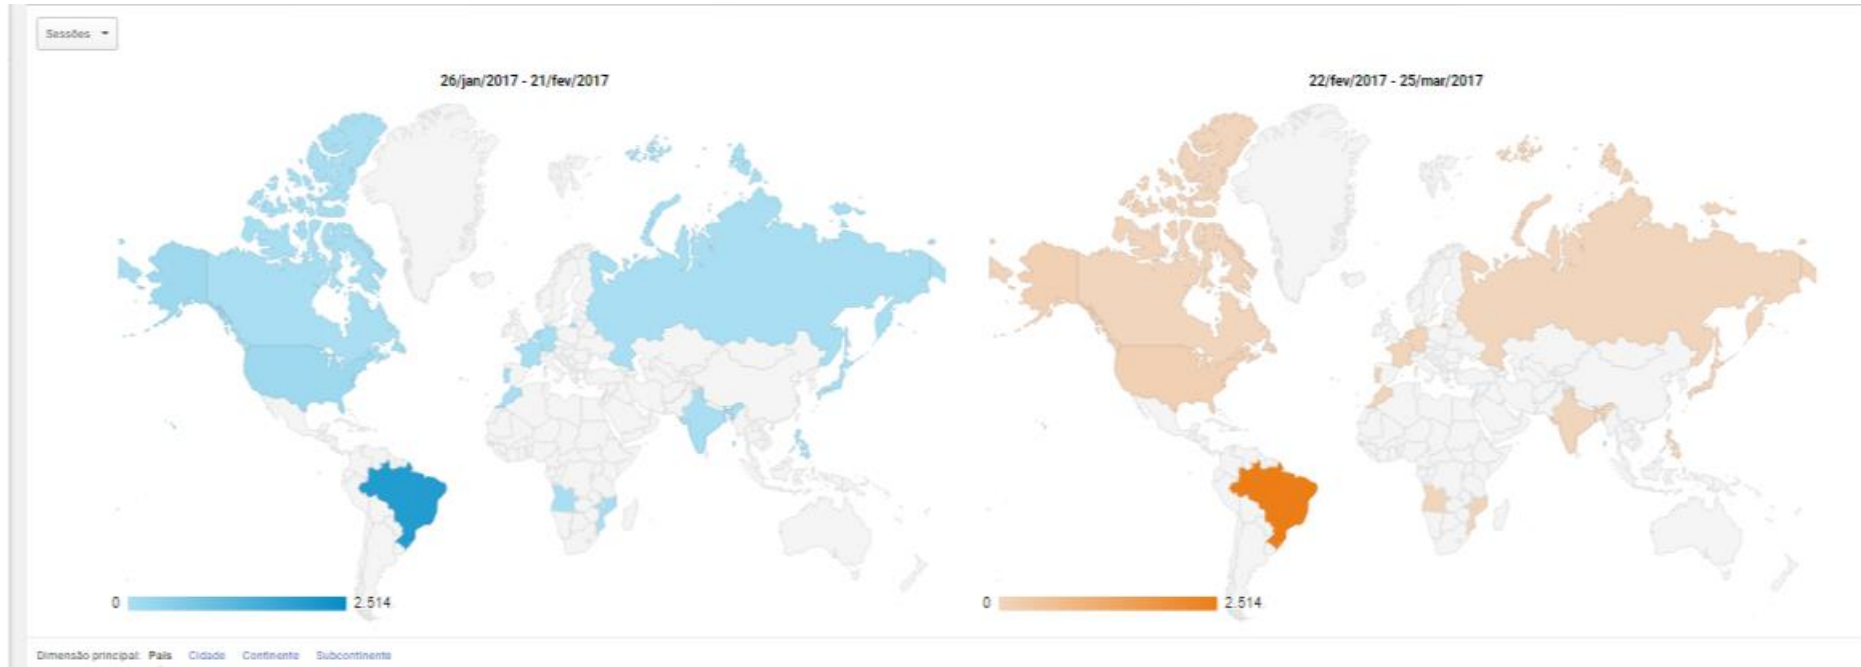 Sessões
26/jan/2017 - 21/fev/2017
22/fev/2017 - 25/mar/2017
0 2.514
0 2.514
Dimensão principal: País Cidade Continente Subcontinente